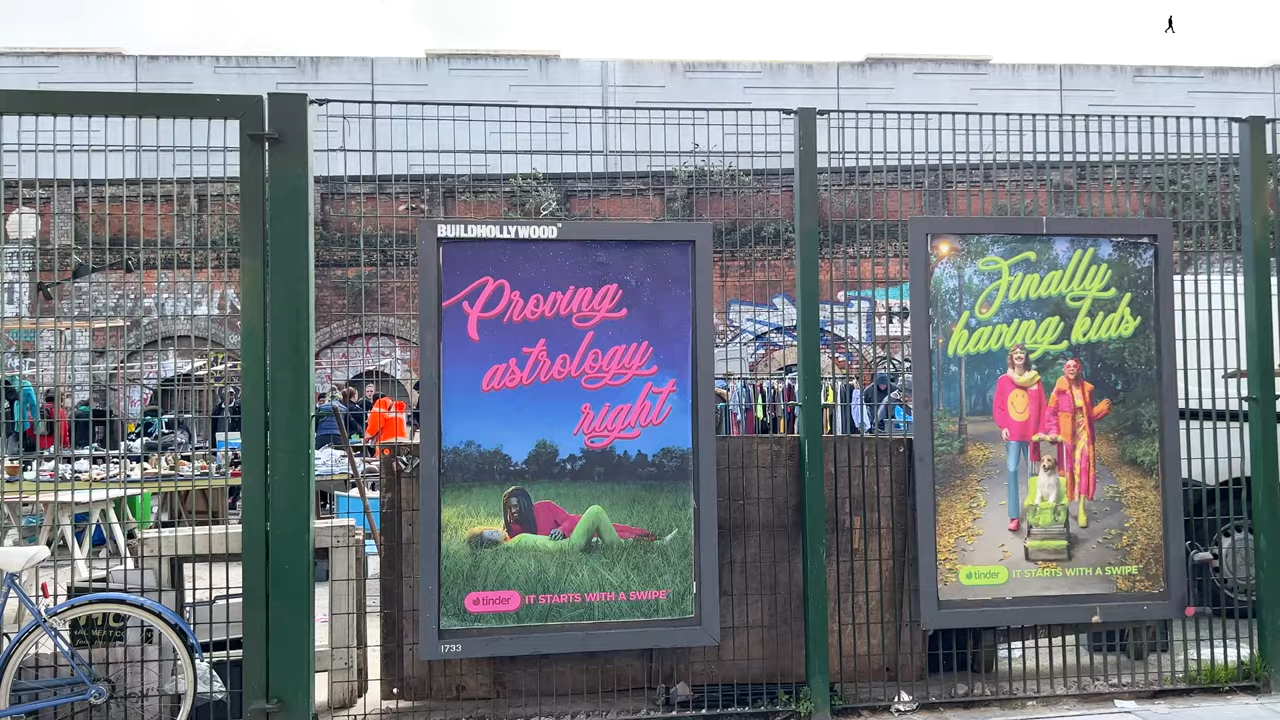 BUILDHOLLYWOOD
Proving
astrology
right
tinder IT STARTS WITH A SWIPE
1733
Finally
having kids
tinder IT STARTS WITH A SWIPE